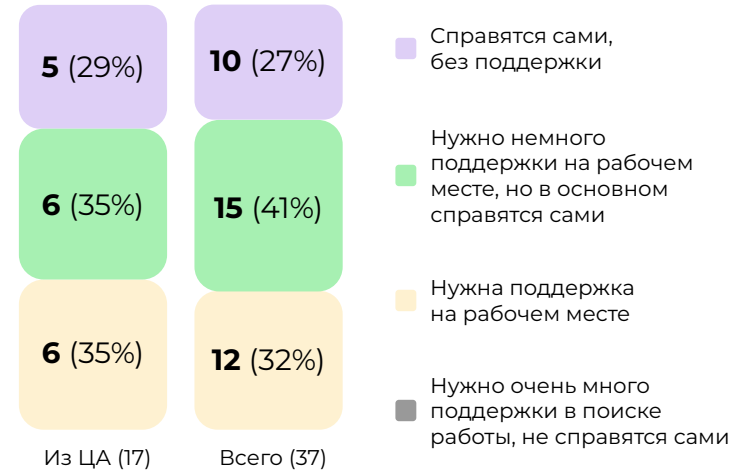 5 (29%)
6 (35%)
6 (35%)
Из ЦА (17)
10 (27%)
15 (41%)
12 (32%)
Всего (37)
Справятся сами,
без поддержки
Нужно немного
поддержки на рабочем
месте, но в основном
справятся сами
Нужна поддержка
на рабочем месте
Нужно очень много
поддержки в поиске
работы, не справятся сами